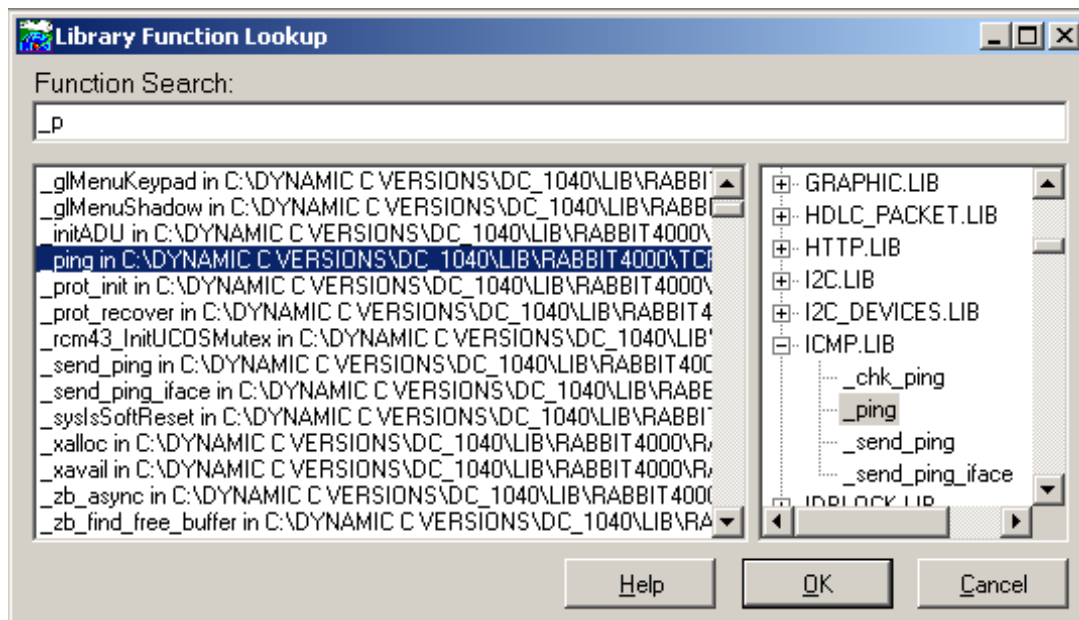 Library Function Lookup
Function Search:
_p
_glMenuKeypad in C:\DYNAMIC C VERSIONS\DC_1040\LIB\RABBIT
_glMenuShadow in C:\DYNAMIC C VERSIONS\DC_1040\LIB\RABBI
_initADU in C:\DYNAMIC C VERSIONS\DC_1040\LIB\RABBIT4000\
_ping in C:\DYNAMIC C VERSIONS\DC_1040\LIB\RABBIT4000\TCP
_prot_init in C:\DYNAMIC C VERSIONS\DC_1040\LIB\RABBIT4000\
_prot_recover in C:\DYNAMIC C VERSIONS\DC_1040\LIB\RABBIT4
_rcm43_InitUCOSMutex in C:\DYNAMIC C VERSIONS\DC_1040\LIB\
_send_ping in C:\DYNAMIC C VERSIONS\DC_1040\LIB\RABBIT400
_send_ping_iface in C:\DYNAMIC C VERSIONS\DC_1040\LIB\RABB
_sysIsSoftReset in C:\DYNAMIC C VERSIONS\DC_1040\LIB\RABBIT
_xalloc in C:\DYNAMIC C VERSIONS\DC_1040\LIB\RABBIT4000\RA
_xavail in C:\DYNAMIC C VERSIONS\DC_1040\LIB\RABBIT4000\RA
_zb_async in C:\DYNAMIC C VERSIONS\DC_1040\LIB\RABBIT4000
_zb_find_free_buffer in C:\DYNAMIC C VERSIONS\DC_1040\LIB\RA
GRAPHIC.LIB
HDLC_PACKET.LIB
HTTP.LIB
I2C.LIB
I2C_DEVICES.LIB
ICMP.LIB
_chk_ping
_ping
_send_ping
_send_ping_iface
IDBLOCK.LIB
Help
OK
Cancel